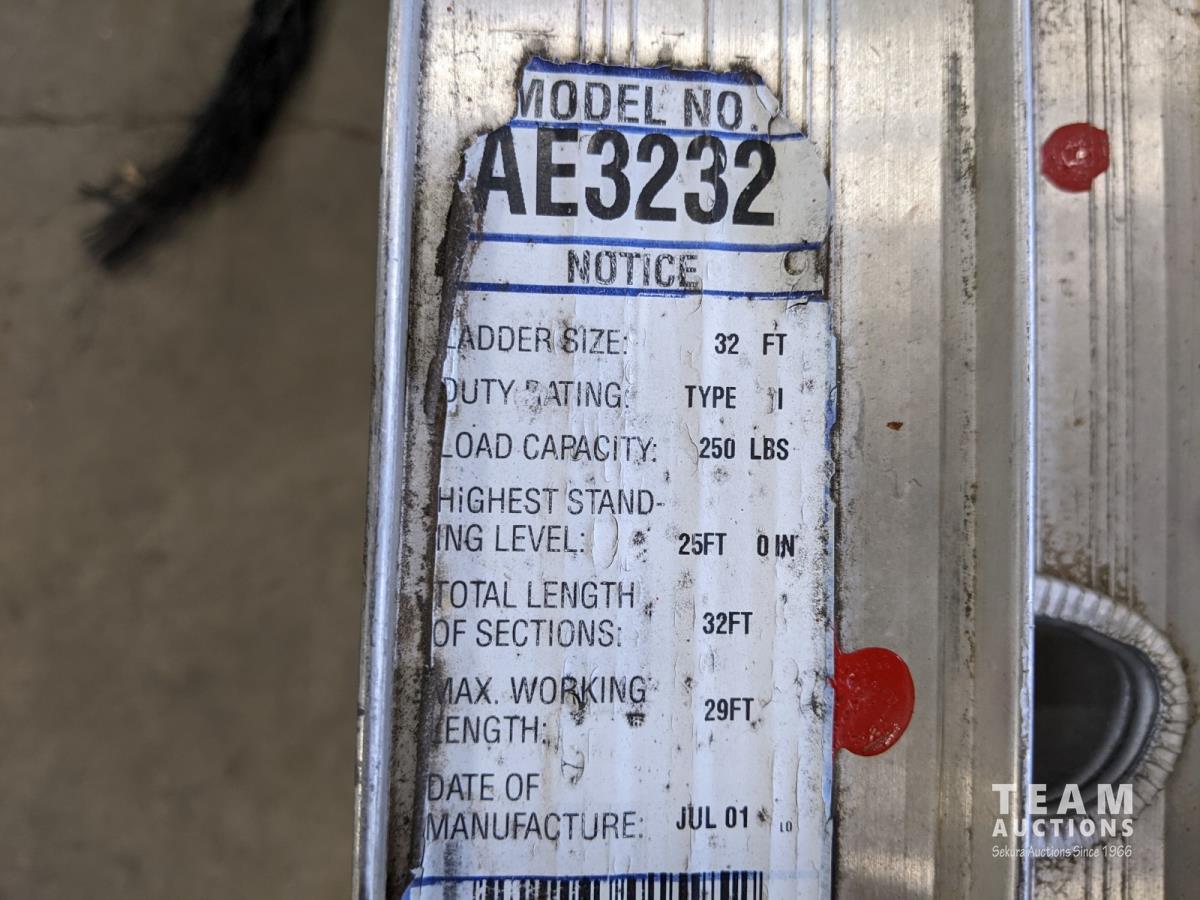 MODEL NO.
AE3232
NOTICE
LADDER SIZE: 32 FT
DUTY RATING: TYPE I
LOAD CAPACITY: 250 LBS
HIGHEST STAND-
ING LEVEL: 25FT 0 IN
TOTAL LENGTH
OF SECTIONS: 32FT
MAX. WORKING
LENGTH: 29FT
DATE OF
MANUFACTURE: JUL 01 LO
TEAM
AUCTIONS
Sekura Auctions Since 1966